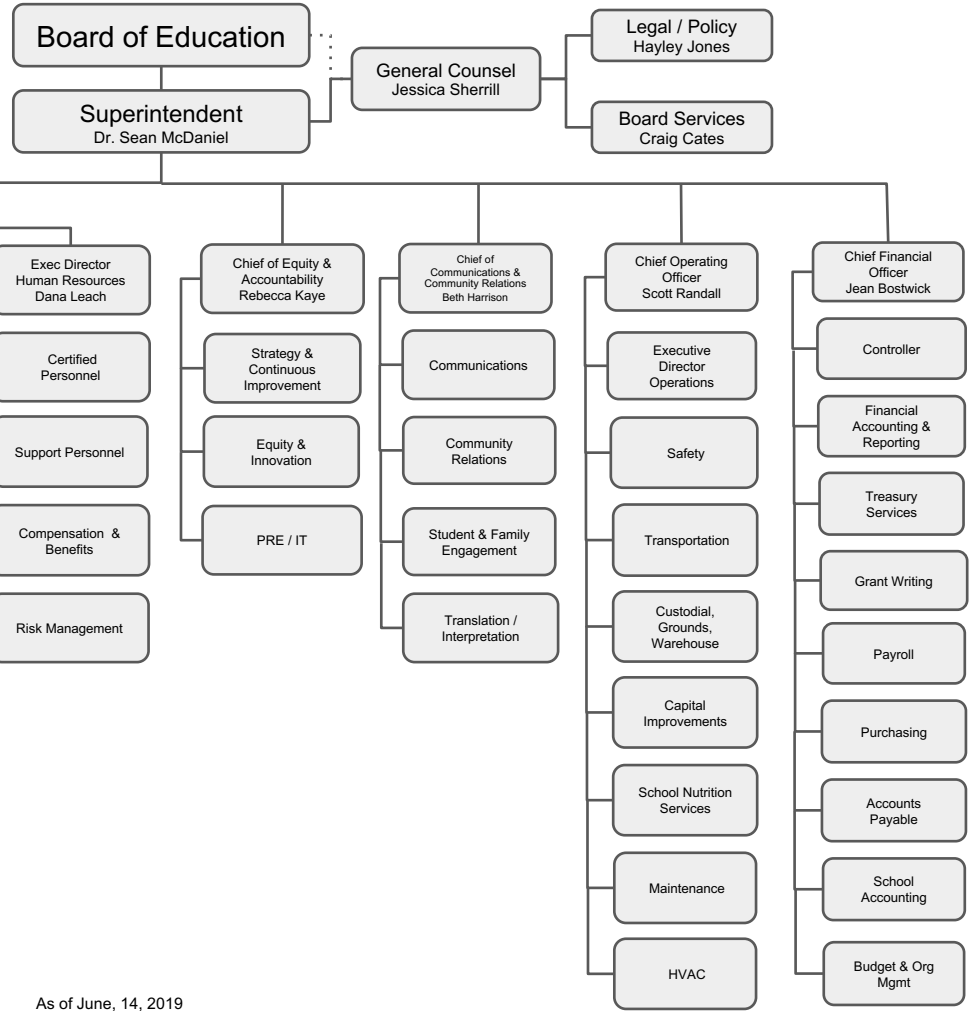 Board of Education
Legal / Policy
Hayley Jones
General Counsel
Jessica Sherrill
Superintendent
Dr. Sean McDaniel
Board Services
Craig Cates
Exec Director
Human Resources
Dana Leach
Certified
Personnel
Support Personnel
Compensation &
Benefits
Risk Management
Chief of Equity &
Accountability
Rebecca Kaye
Strategy &
Continuous
Improvement
Equity &
Innovation
PRE / IT
Chief of
Communications &
Community Relations
Beth Harrison
Communications
Community
Relations
Student & Family
Engagement
Translation /
Interpretation
Chief Operating
Officer
Scott Randall
Executive
Director
Operations
Safety
Transportation
Custodial,
Grounds,
Warehouse
Capital
Improvements
School Nutrition
Services
Maintenance
HVAC
Chief Financial
Officer
Jean Bostwick
Controller
Financial
Accounting &
Reporting
Treasury
Services
Grant Writing
Payroll
Purchasing
Accounts
Payable
School
Accounting
Budget & Org
Mgmt
As of June, 14, 2019